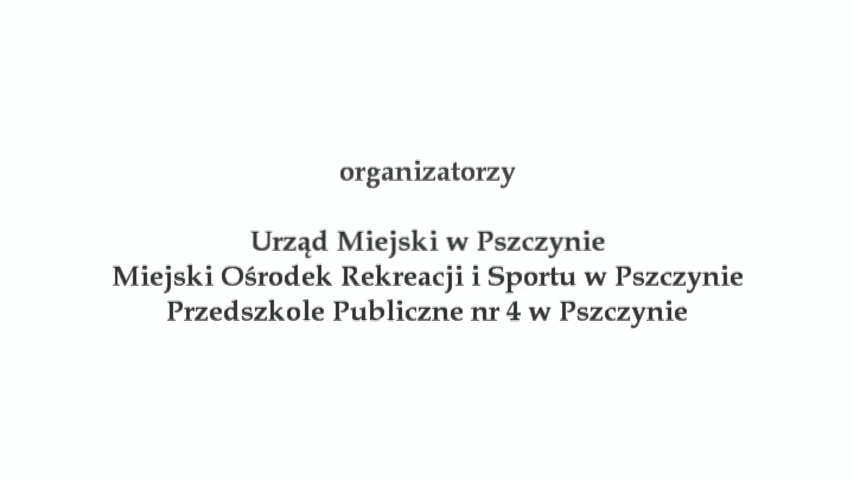 organizatorzy
Urząd Miejski w Pszczynie
Miejski Ośrodek Rekreacji i Sportu w Pszczynie
Przedszkole Publiczne nr 4 w Pszczynie